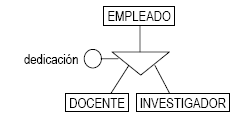 EMPLEADO
dedicación
DOCENTE
INVESTIGADOR